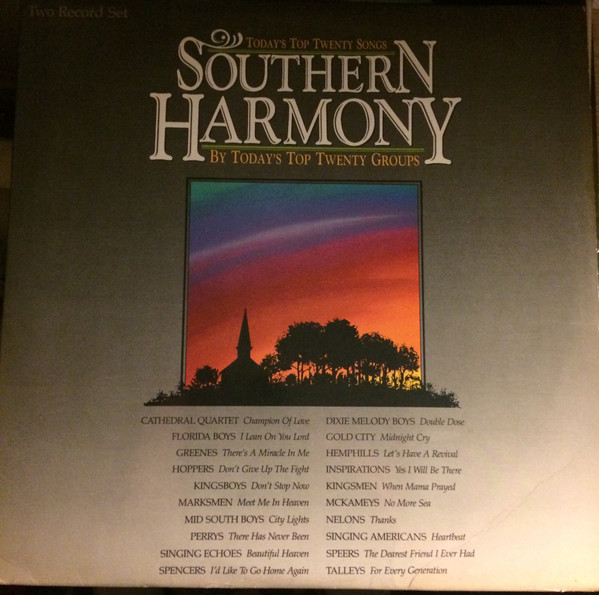 Two Record Set
TODAY'S TOP TWENTY SONGS
SOUTHERN
HARMONY
BY TODAY'S TOP TWENTY GROUPS
CATHEDRAL QUARTET Champion Of Love
FLORIDA BOYS I Lean On You Lord
GREENES There's A Miracle In Me
HOPPERS Don't Give Up The Fight
KINGSBOYS Don't Stop Now
MARKSMEN Meet Me In Heaven
MID SOUTH BOYS City Lights
PERRYS There Has Never Been
SINGING ECHOES Beautiful Heaven
SPENCERS I'd Like To Go Home Again
DIXIE MELODY BOYS Double Dose
GOLD CITY Midnight Cry
HEMPHILLS Let's Have A Revival
INSPIRATIONS Yes I Will Be There
KINGSMEN When Mama Prayed
MCKAMEYS No More Sea
NELONS Thanks
SINGING AMERICANS Heartbeat
SPEERS The Dearest Friend I Ever Had
TALLEYS For Every Generation